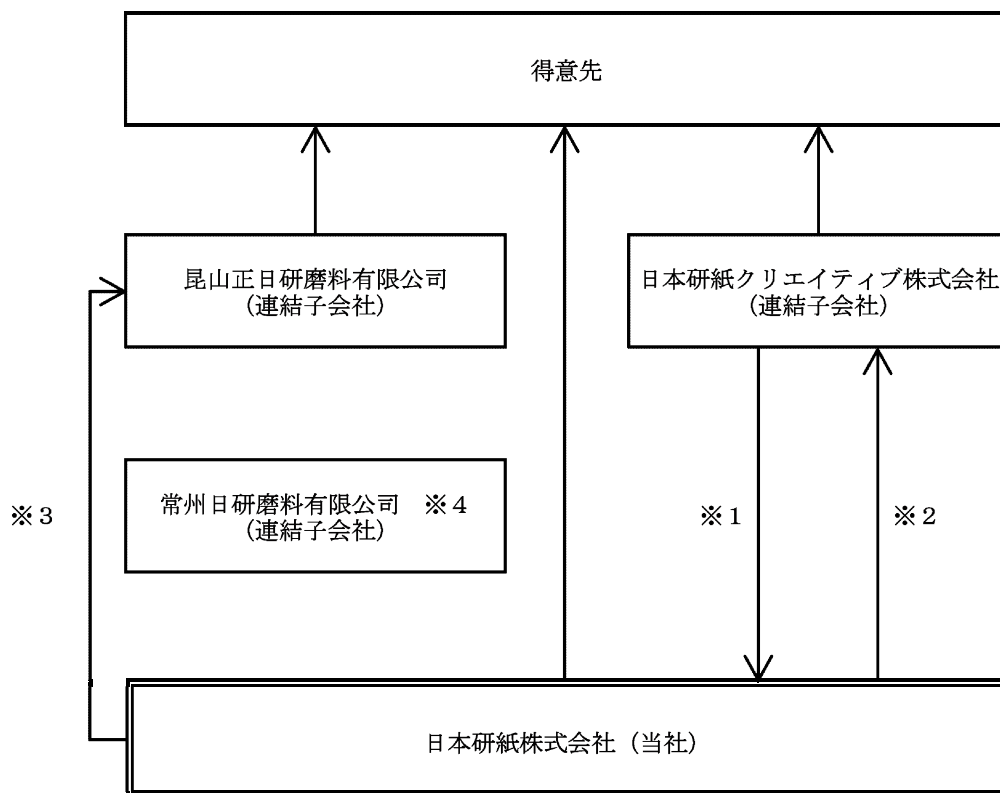 得意先
昆山正日研磨料有限公司
(連結子会社)
日本研紙クリエイティブ株式会社
(連結子会社)
常州日研磨料有限公司　※4
(連結子会社)
※3
※1
※2
日本研紙株式会社（当社）